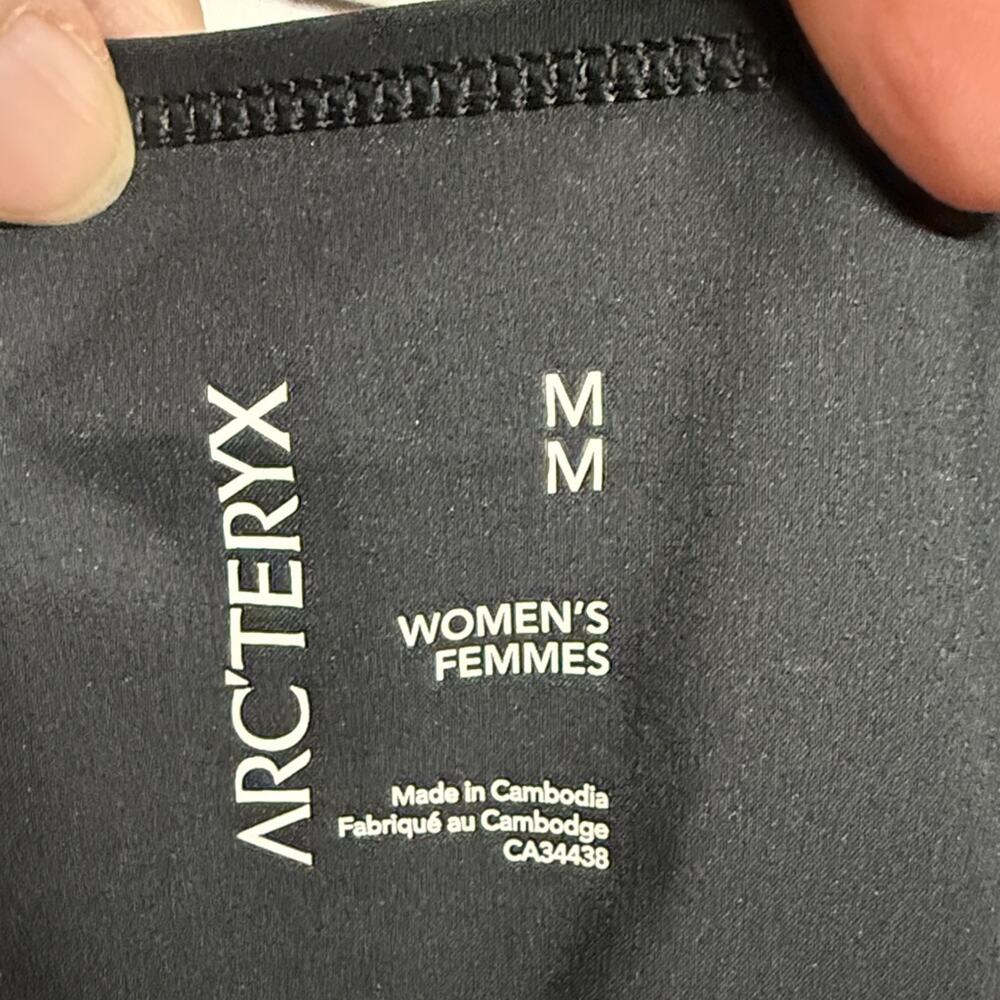 ARC'TERYX
M
M
WOMEN'S
FEMMES
Made in Cambodia
Fabriqué au Cambodge
CA34438